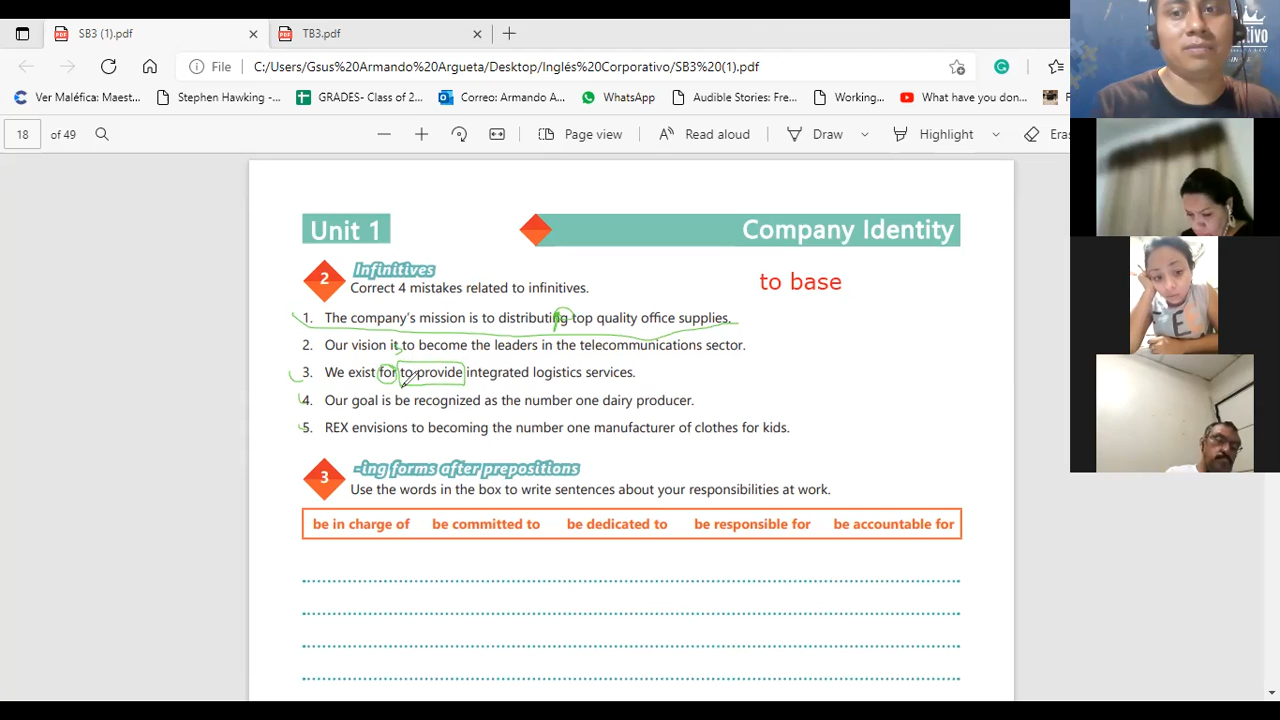 SB3 (1).pdf
TB3.pdf
File
C:/Users/Gsus%20Armando%20Argueta/Desktop/Inglés%20Corporativo/SB3%20(1).pdf
Ver Maléfica: Maest...
Stephen Hawking -...
GRADES- Class of 2...
Correo: Armando A...
WhatsApp
Audible Stories: Fre...
Working...
What have you don...
18 of 49
Page view
Read aloud
Draw
Highlight
Eras
Unit 1
Company Identity
2 Infinitives
Correct 4 mistakes related to infinitives.
to base
1. The company's mission is to distributing top quality office supplies.
2. Our vision is to become the leaders in the telecommunications sector.
3. We exist for to provide integrated logistics services.
4. Our goal is be recognized as the number one dairy producer.
5. REX envisions to becoming the number one manufacturer of clothes for kids.
3 -ing forms after prepositions
Use the words in the box to write sentences about your responsibilities at work.
be in charge of be committed to be dedicated to be responsible for be accountable for